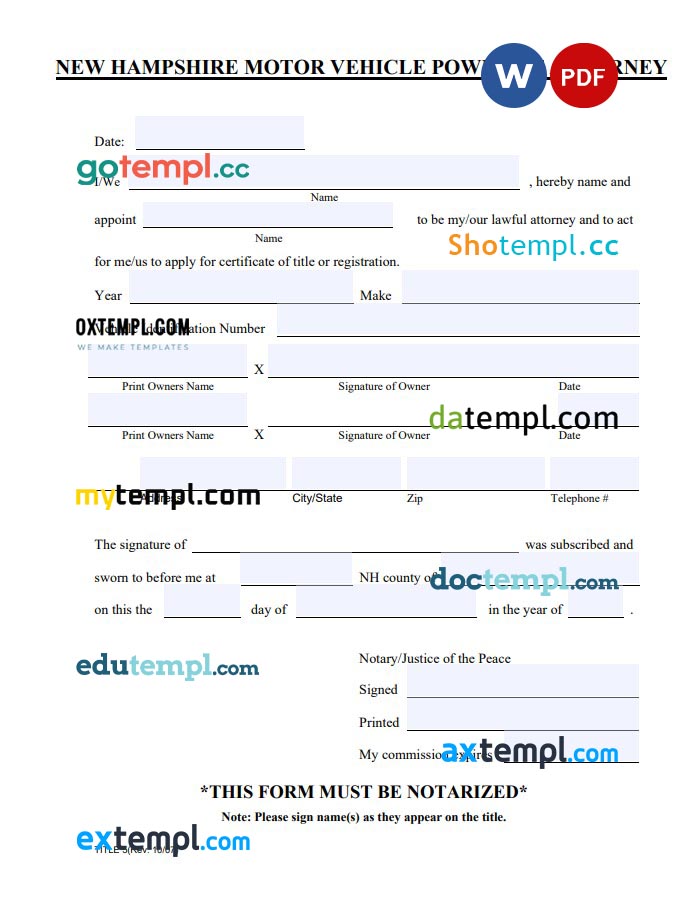 NEW HAMPSHIRE MOTOR VEHICLE POW RNEY
W PDF
Date:
gotempl.cc
I/We , hereby name and
Name
appoint to be my/our lawful attorney and to act
Name
Shotempl.cc
for me/us to apply for certificate of title or registration.
Year Make
OXTEMPL.COM
Vehicle Identification Number
WE MAKE TEMPLATES
X
Print Owners Name Signature of Owner Date
datempl.com
Print Owners Name X Signature of Owner Date
mytempl.com
Address City/State Zip Telephone #
The signature of was subscribed and
sworn to before me at NH county of
doctempl.com
on this the day of in the year of .
edutempl.com
Notary/Justice of the Peace
Signed
Printed
My commission expires
axtempl.com
*THIS FORM MUST BE NOTARIZED*
Note: Please sign name(s) as they appear on the title.
extempl.com